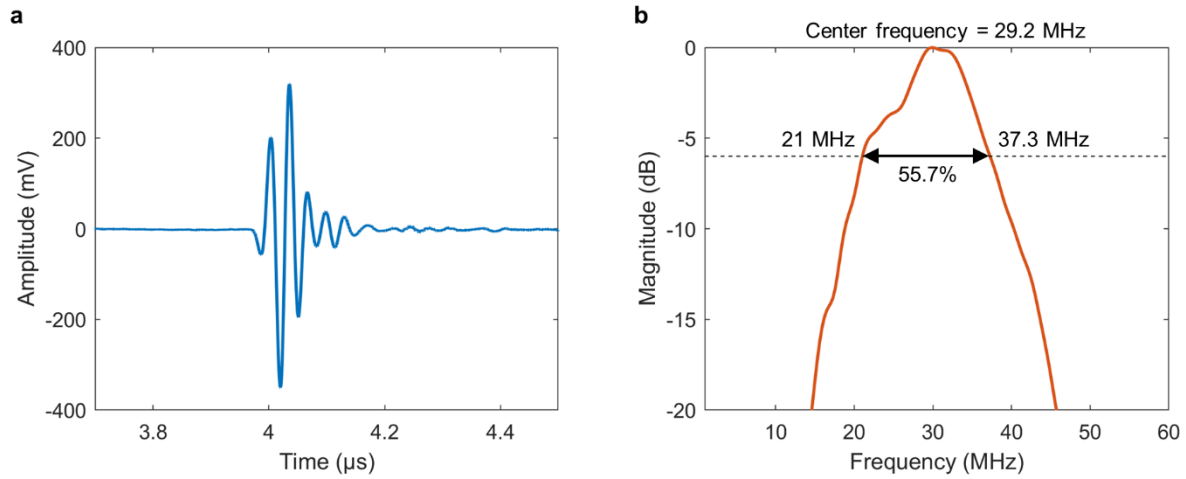 a
400
200
0
-200
-400
Amplitude (mV)
3.8
4
4.2
4.4
Time (µs)
b
Center frequency = 29.2 MHz
0
-5
-10
-15
-20
Magnitude (dB)
21 MHz
37.3 MHz
55.7%
10
20
30
40
50
60
Frequency (MHz)